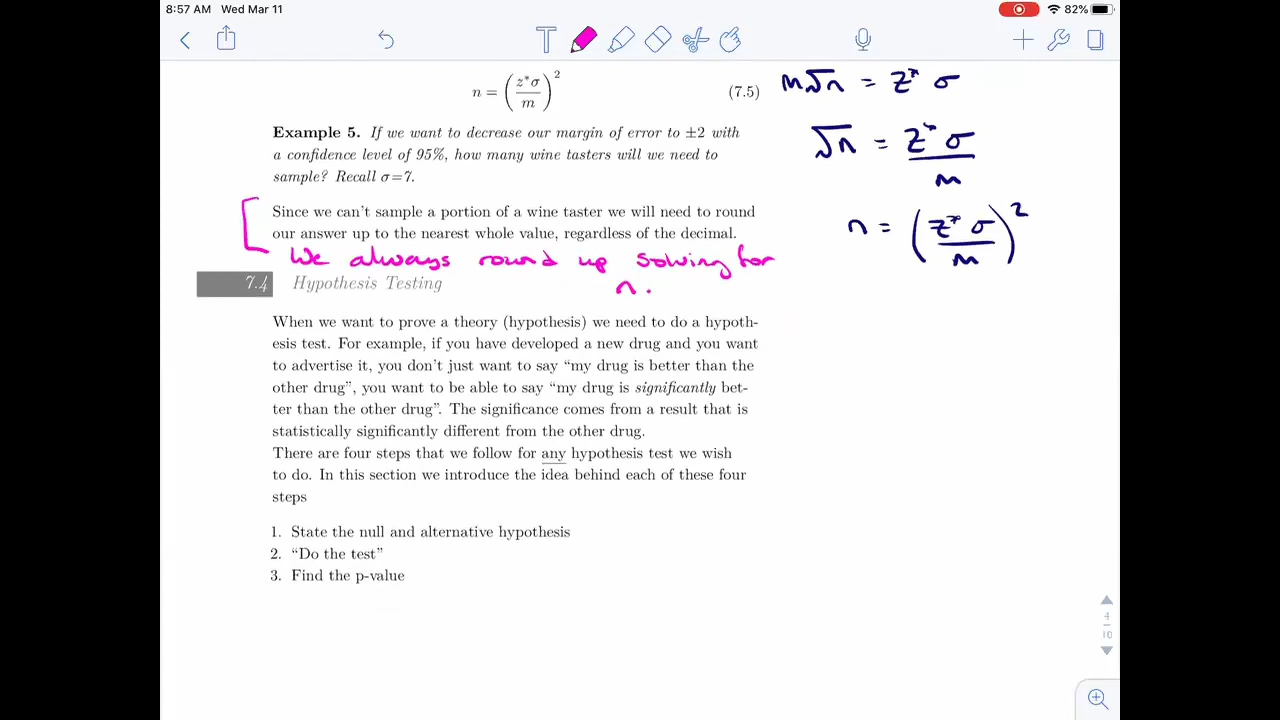 8:57 AM Wed Mar 11
82%
n = (z*σ/m)² (7.5)
m√n = z* σ
Example 5. If we want to decrease our margin of error to ±2 with
a confidence level of 95%, how many wine tasters will we need to
sample? Recall σ=7.
√n = z* σ/m
Since we can't sample a portion of a wine taster we will need to round
our answer up to the nearest whole value, regardless of the decimal.
n = (z* σ/m)²
We always round up solving for
n.
7.4 Hypothesis Testing
When we want to prove a theory (hypothesis) we need to do a hypoth-
esis test. For example, if you have developed a new drug and you want
to advertise it, you don't just want to say “my drug is better than the
other drug”, you want to be able to say “my drug is significantly bet-
ter than the other drug”. The significance comes from a result that is
statistically significantly different from the other drug.
There are four steps that we follow for any hypothesis test we wish
to do. In this section we introduce the idea behind each of these four
steps
1. State the null and alternative hypothesis
2. “Do the test”
3. Find the p-value
4
10